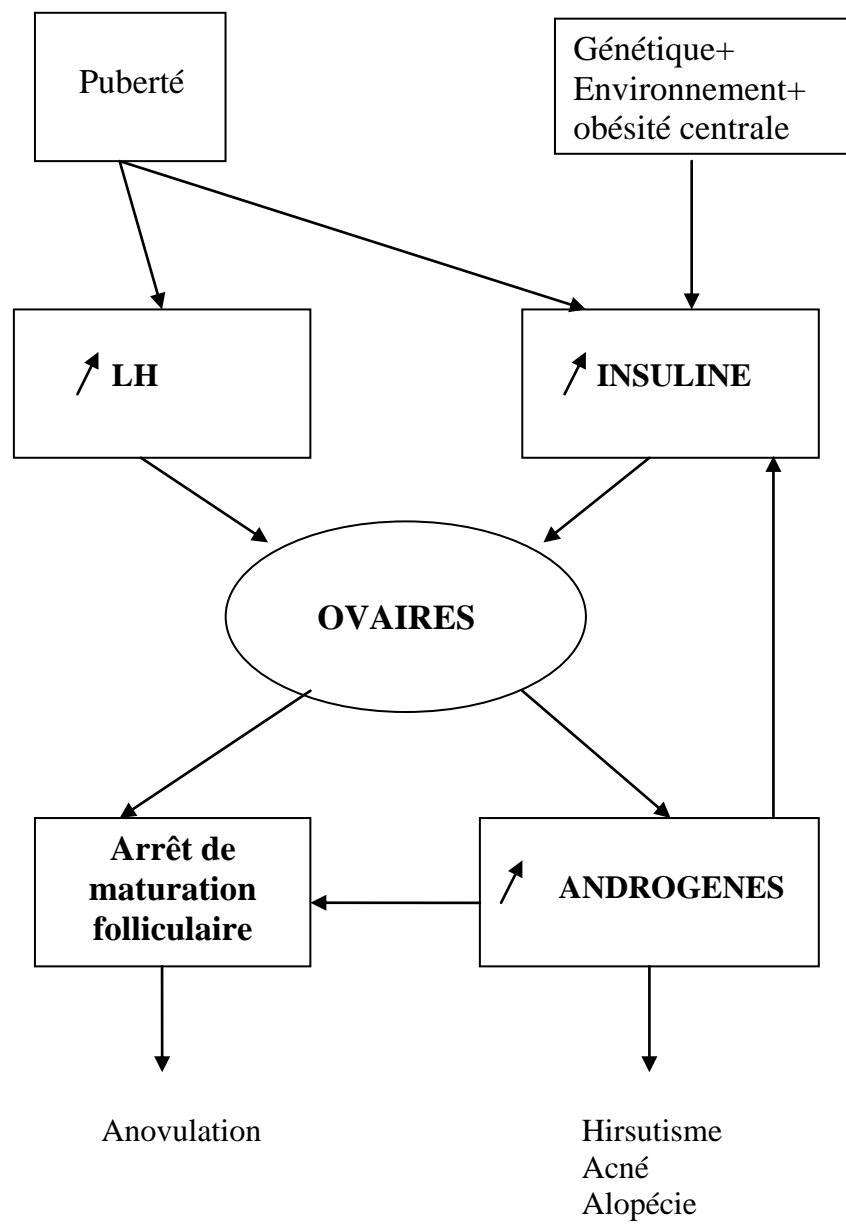 Puberté
Génétique+
Environnement+
obésité centrale
LH
INSULINE
OVAIRES
Arrêt de
maturation
folliculaire
ANDROGENES
Anovulation
Hirsutisme
Acné
Alopécie